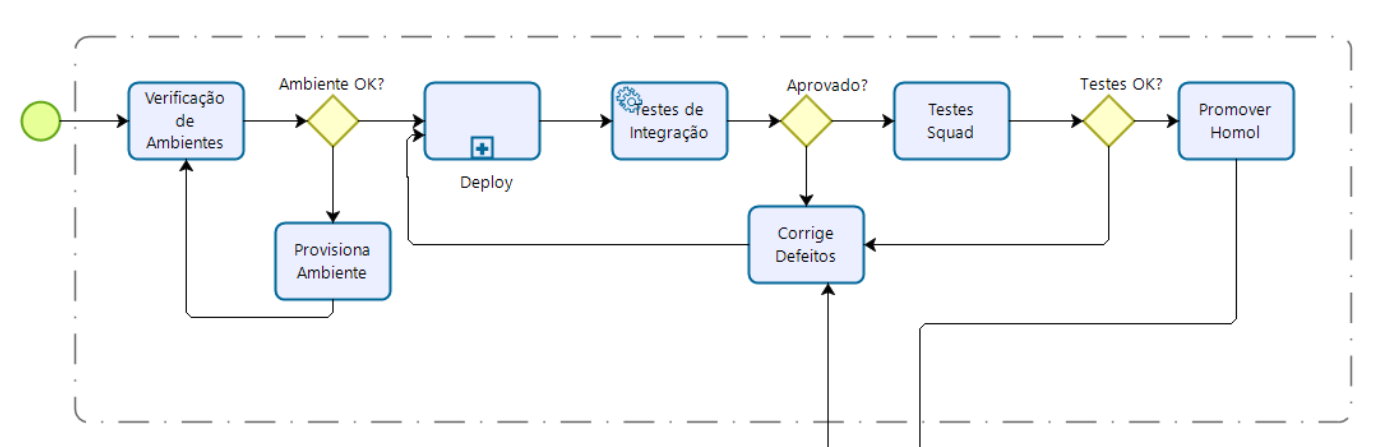 Verificação
de
Ambientes
Ambiente OK?
Deploy
Testes de
Integração
Aprovado?
Testes
Squad
Testes OK?
Promover
Homol
Provisiona
Ambiente
Corrige
Defeitos